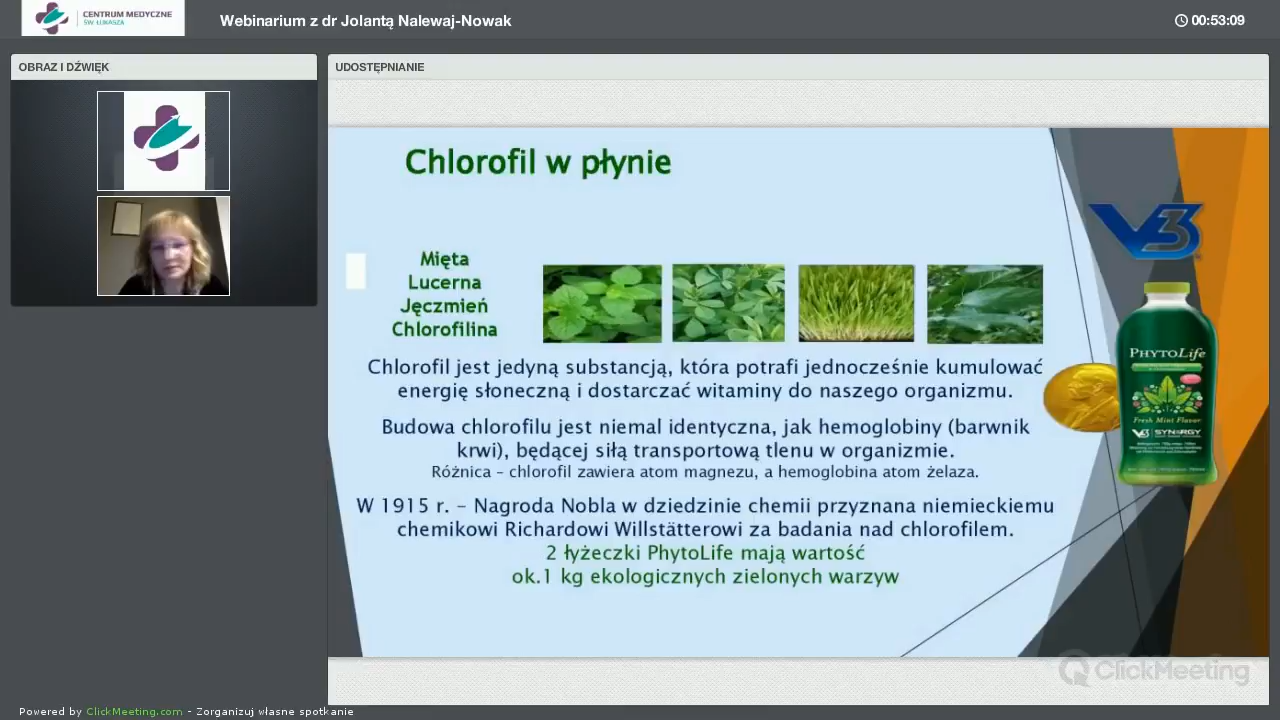 CENTRUM MEDYCZNE
ŚW ŁUKASZA
Webinarium z dr Jolantą Nalewaj-Nowak
00:53:09
OBRAZ I DŹWIĘK
UDOSTĘPNIANIE
Chlorofil w płynie
Mięta
Lucerna
Jęczmień
Chlorofilina
Chlorofil jest jedyną substancją, która potrafi jednocześnie kumulować
energię słoneczną i dostarczać witaminy do naszego organizmu.
Budowa chlorofilu jest niemal identyczna, jak hemoglobiny (barwnik
krwi), będącej siłą transportową tlenu w organizmie.
Różnica – chlorofil zawiera atom magnezu, a hemoglobina atom żelaza.
W 1915 r. – Nagroda Nobla w dziedzinie chemii przyznana niemieckiemu
chemikowi Richardowi Willstätterowi za badania nad chlorofilem.
2 łyżeczki PhytoLife mają wartość
ok.1 kg ekologicznych zielonych warzyw
V3
PHYTOLife
Fresh Mint Flavor
V3 SYNERGY
ClickMeeting
Powered by ClickMeeting.com - Zorganizuj własne spotkanie